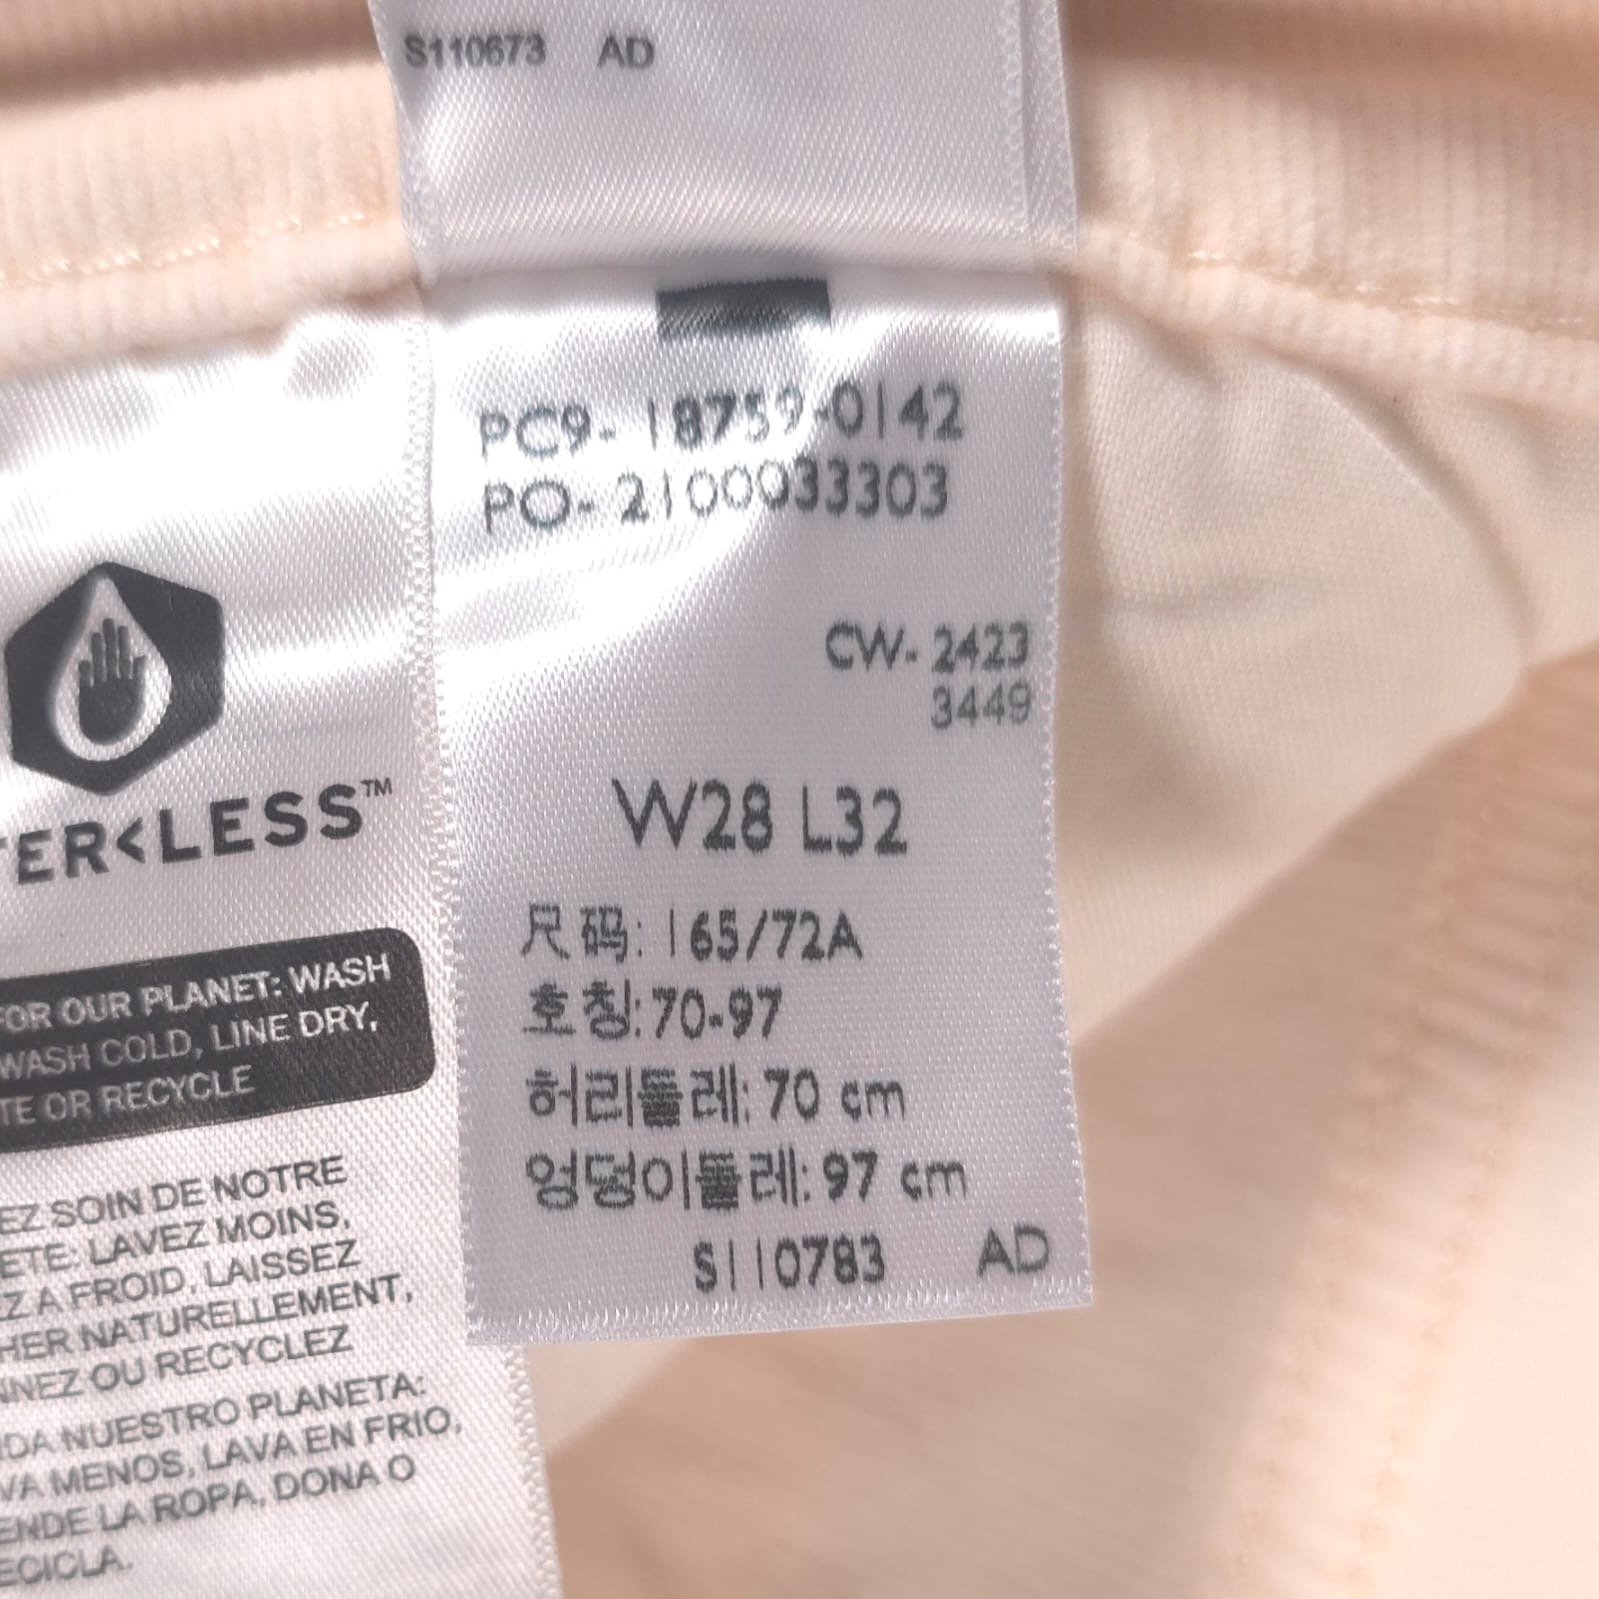 S110673 AD
PC9-18759-0142
PO-2100033303
CW-2423
3449
W28 L32
尺码: 165/72A
호칭: 70-97
허리둘레: 70 cm
엉덩이둘레: 97 cm
S110783 AD
ER<LESS™
FOR OUR PLANET: WASH
WASH COLD, LINE DRY,
TE OR RECYCLE
EZ SOIN DE NOTRE
ETE: LAVEZ MOINS,
EZ A FROID, LAISSEZ
HER NATURELLEMENT,
NNEZ OU RECYCLEZ
IDA NUESTRO PLANETA:
VA MENOS, LAVA EN FRIO,
ENDE LA ROPA, DONA O
ECICLA.